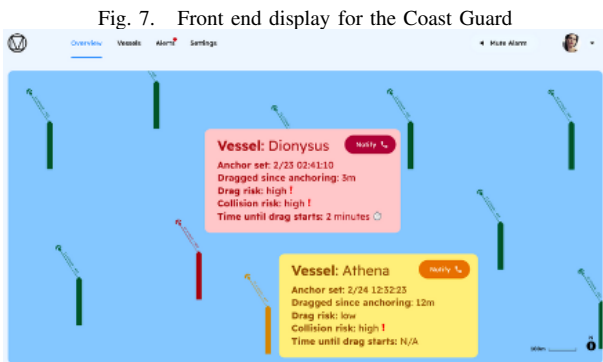 Fig. 7. Front end display for the Coast Guard
Overview Vessels Alerts Settings
Mute Alarm
Vessel: Dionysus
Notify
Anchor set: 2/23 02:41:10
Dragged since anchoring: 3m
Drag risk: high !
Collision risk: high !
Time until drag starts: 2 minutes
Vessel: Athena
Notify
Anchor set: 2/24 12:32:23
Dragged since anchoring: 12m
Drag risk: low
Collision risk: high !
Time until drag starts: N/A